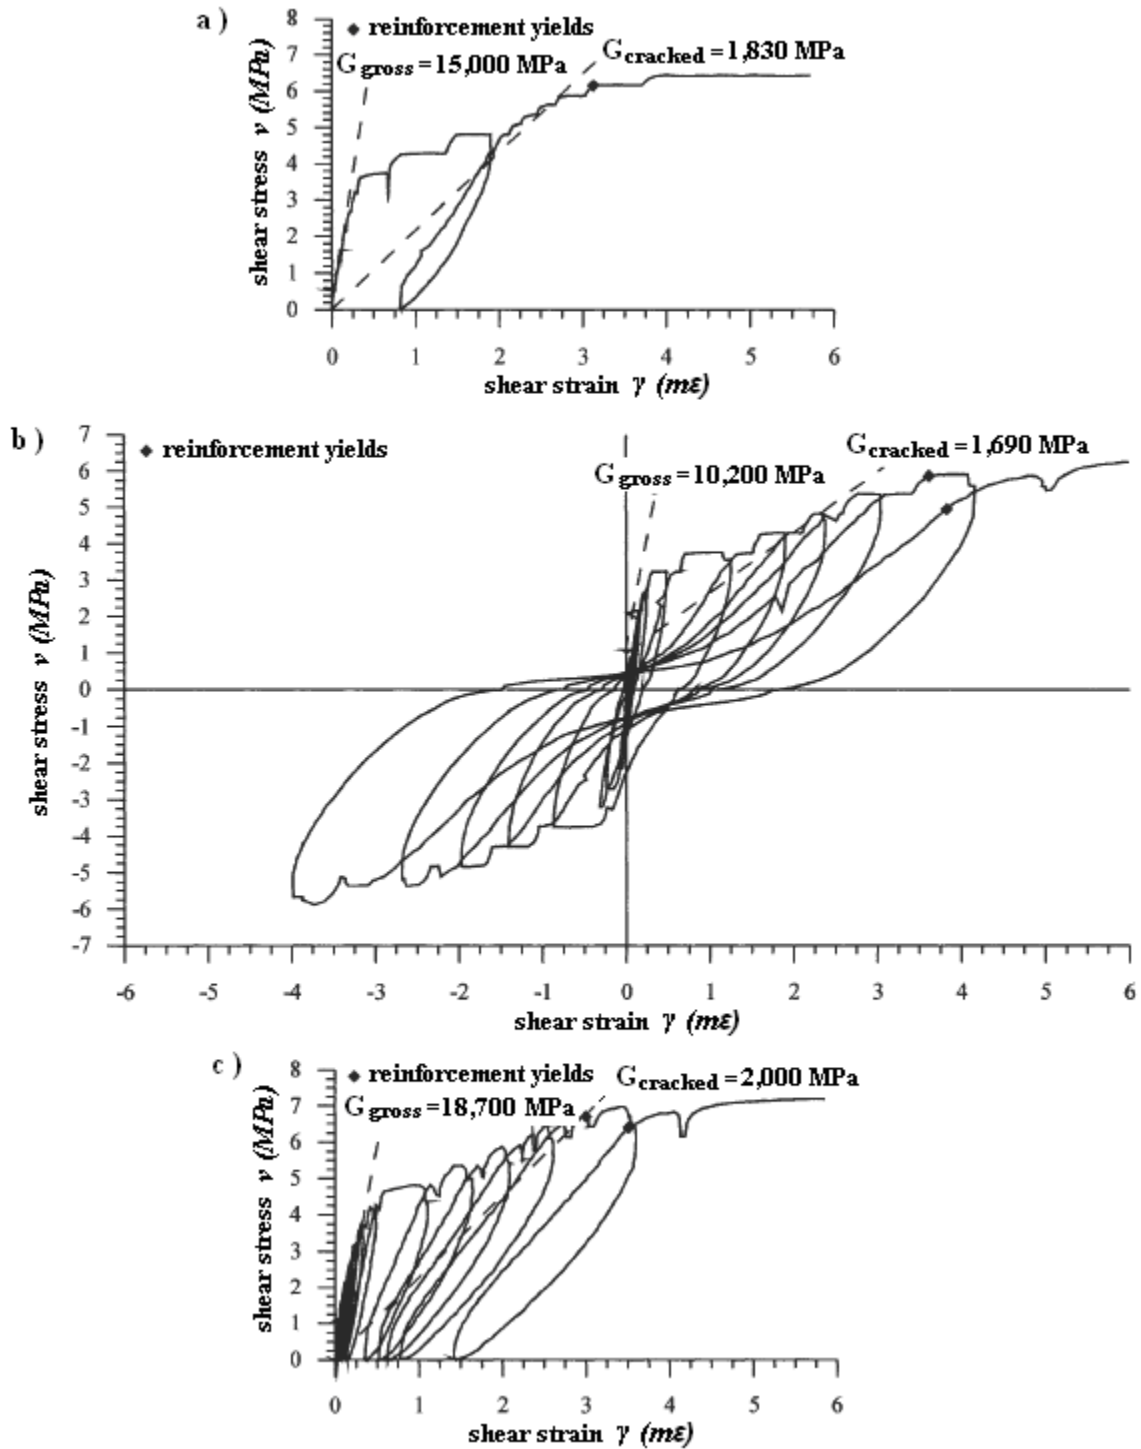 a )
8
◆ reinforcement yields
G cracked = 1,830 MPa
7
G gross = 15,000 MPa
6
5
4
3
2
1
0
shear stress v (MPa)
0 1 2 3 4 5 6
shear strain γ (mε)
b )
7
◆ reinforcement yields
G cracked = 1,690 MPa
6
G gross = 10,200 MPa
5
4
3
2
1
0
-1
-2
-3
-4
-5
-6
-7
shear stress v (MPa)
-6 -5 -4 -3 -2 -1 0 1 2 3 4 5 6
shear strain γ (mε)
c )
8
◆ reinforcement yields
G cracked = 2,000 MPa
7
G gross =18,700 MPa
6
5
4
3
2
1
0
shear stress v (MPa)
0 1 2 3 4 5 6
shear strain γ (mε)